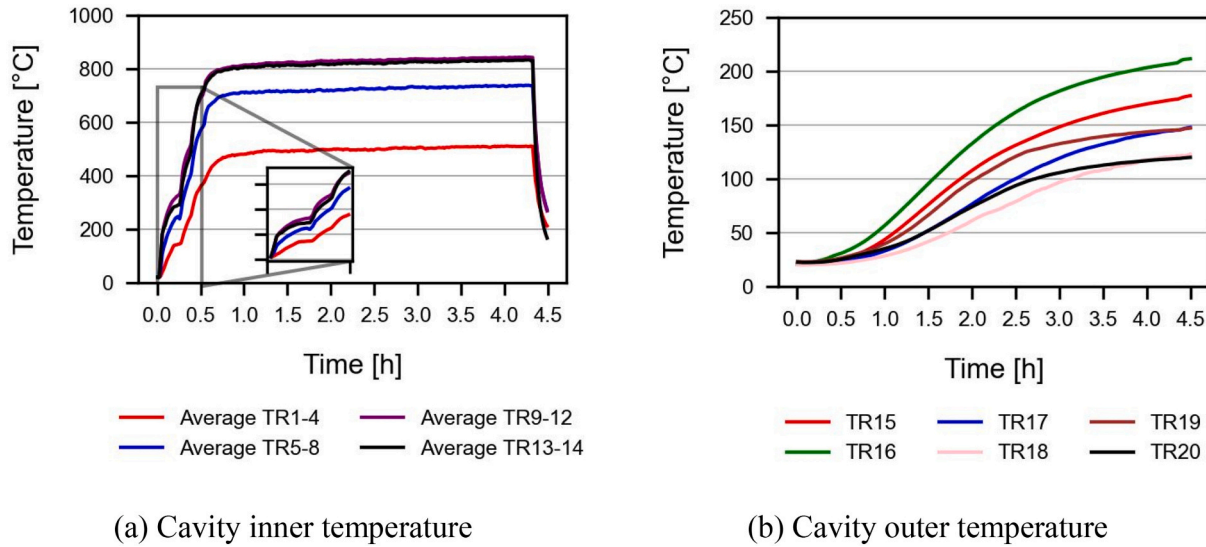 1000
800
600
400
200
0
Temperature [°C]
0.0 0.5 1.0 1.5 2.0 2.5 3.0 3.5 4.0 4.5
Time [h]
Average TR1-4 Average TR9-12
Average TR5-8 Average TR13-14
(a) Cavity inner temperature
250
200
150
100
50
0
Temperature [°C]
0.0 0.5 1.0 1.5 2.0 2.5 3.0 3.5 4.0 4.5
Time [h]
TR15 TR17 TR19
TR16 TR18 TR20
(b) Cavity outer temperature